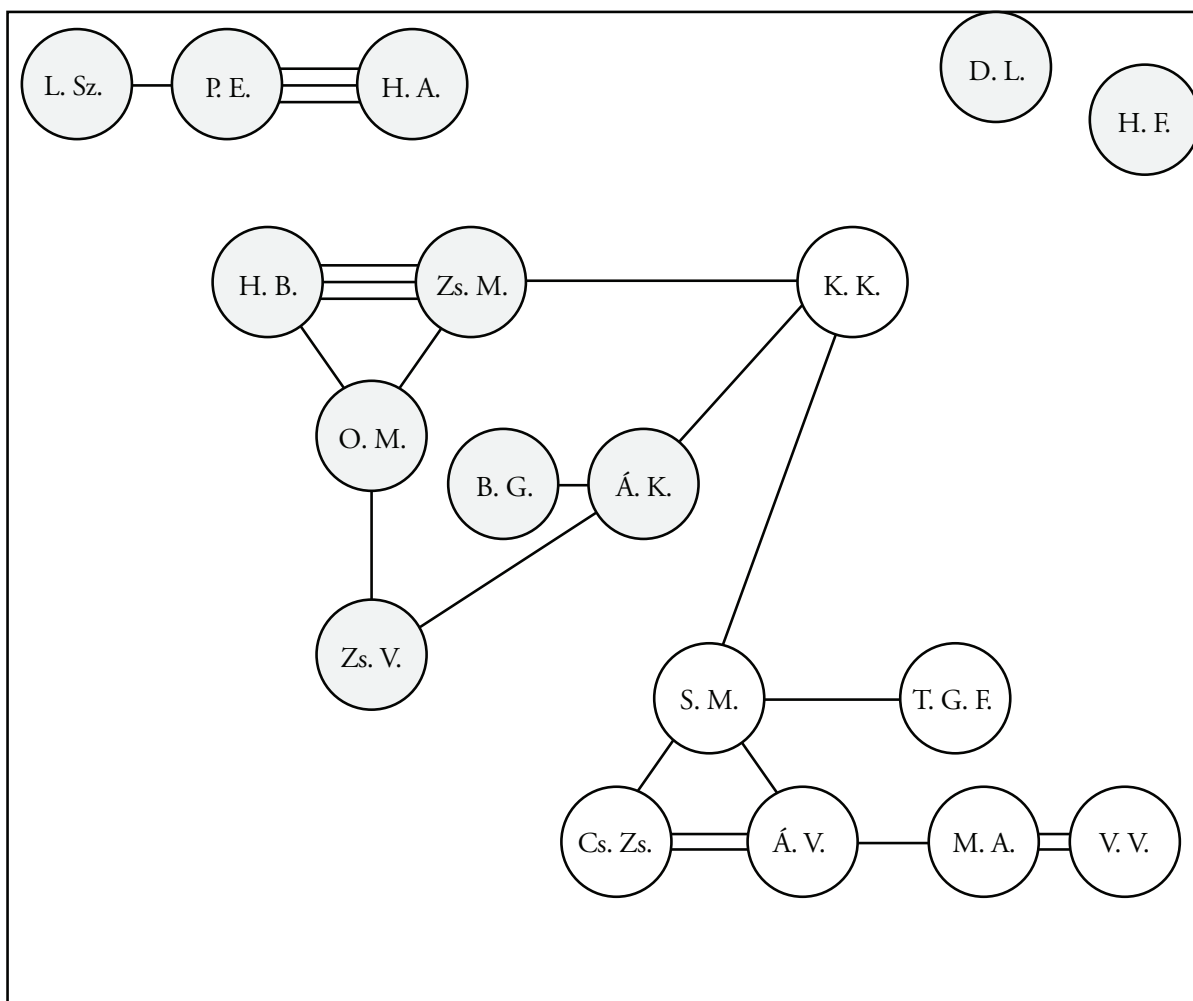 L. Sz.
P. E.
H. A.
D. L.
H. F.
H. B.
Zs. M.
K. K.
O. M.
B. G.
Á. K.
Zs. V.
S. M.
T. G. F.
Cs. Zs.
Á. V.
M. A.
V. V.